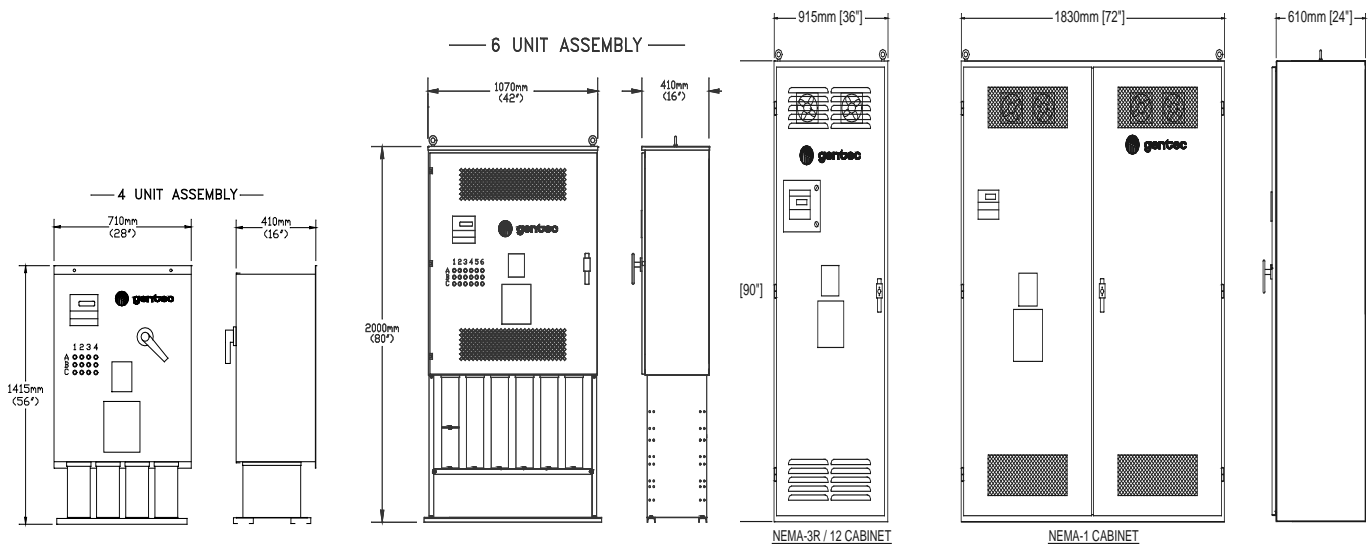 4 UNIT ASSEMBLY
710mm
(28")
410mm
(16")
gentec
1 2 3 4
A
B
C
1415mm
(56")
6 UNIT ASSEMBLY
1070mm
(42")
410mm
(16")
gentec
1 2 3 4 5 6
A
B
C
2000mm
(80")
915mm [36"]
gentec
[90"]
NEMA-3R / 12 CABINET
1830mm [72"]
gentec
NEMA-1 CABINET
610mm [24"]